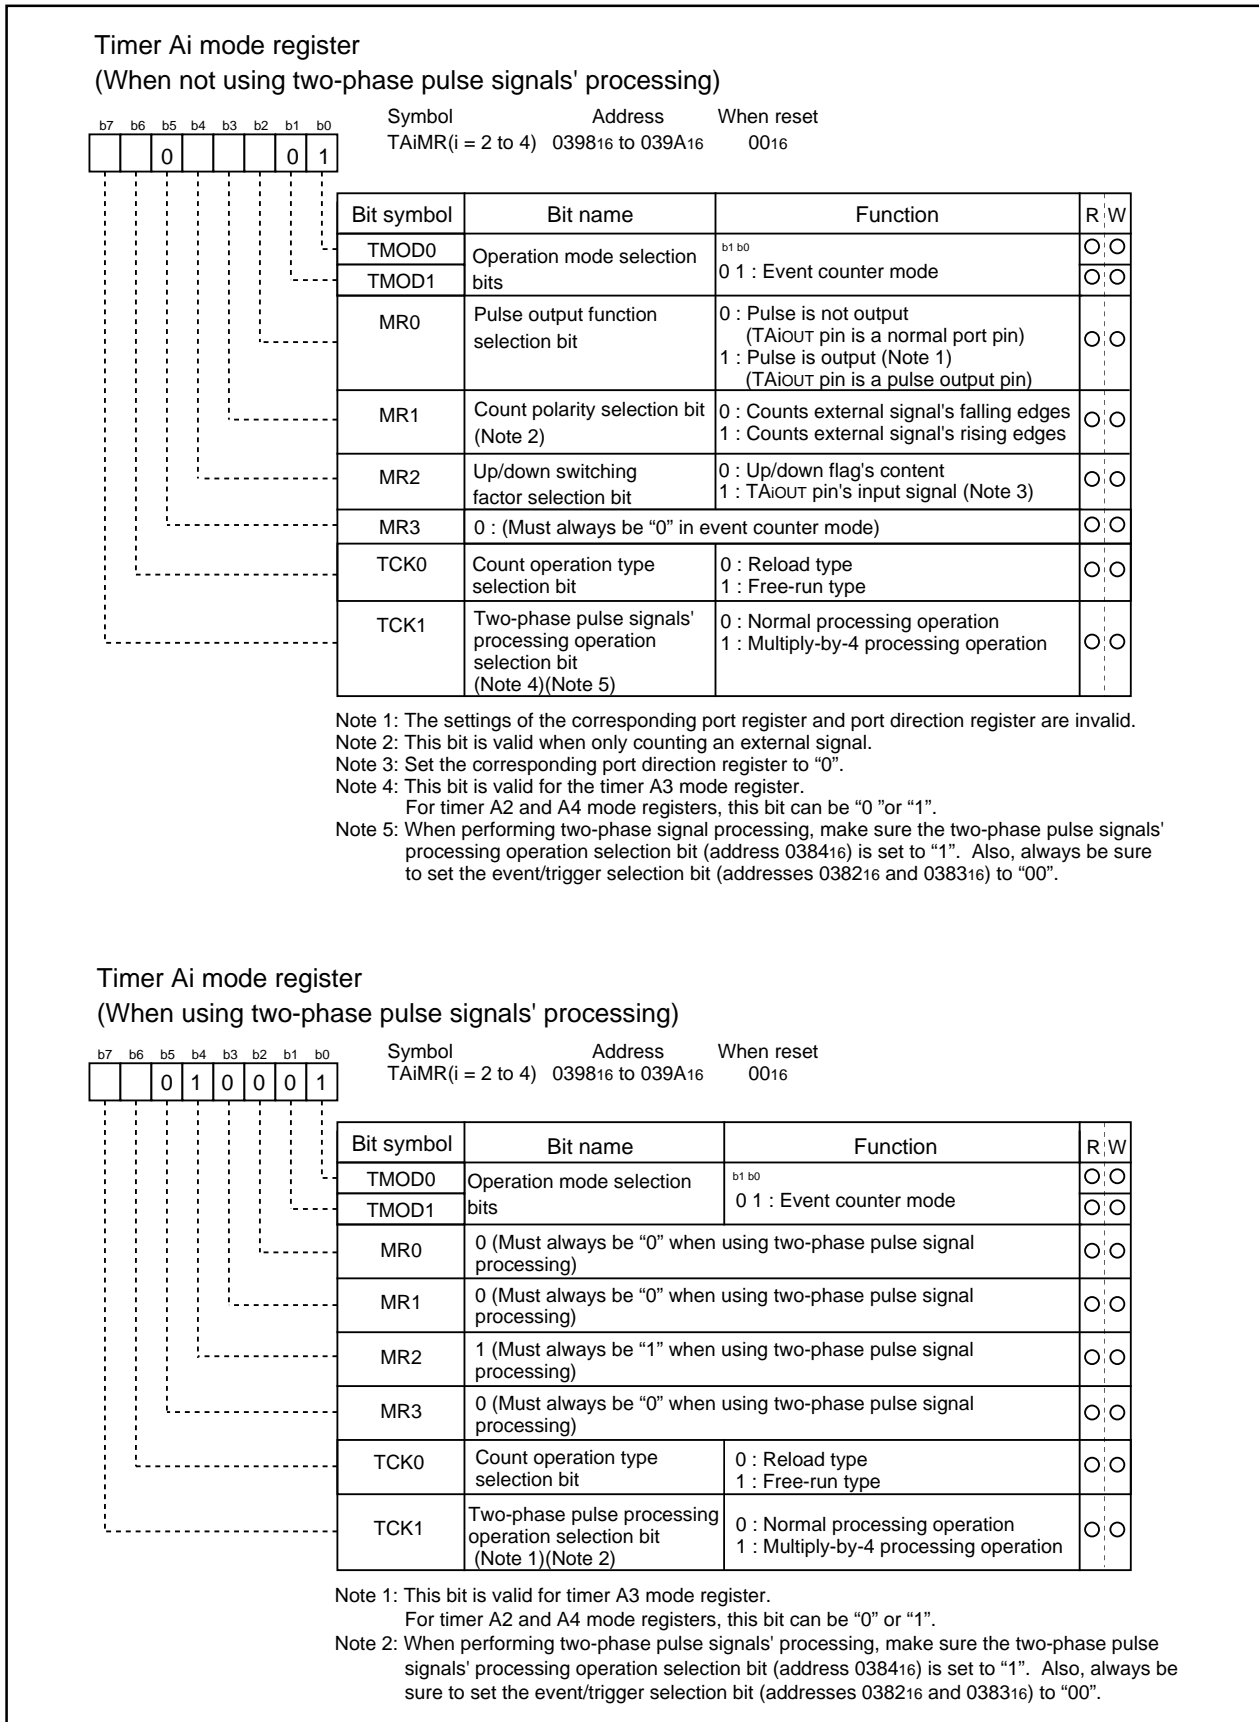 Timer Ai mode register
(When not using two-phase pulse signals' processing)
Symbol Address When reset
TAiMR(i = 2 to 4) 039816 to 039A16 0016
b7 b6 b5 b4 b3 b2 b1 b0
0 0 1
Bit symbol Bit name Function R W
TMOD0
TMOD1
Operation mode selection
bits
b1 b0
0 1 : Event counter mode
MR0
Pulse output function
selection bit
0 : Pulse is not output
(TAiOUT pin is a normal port pin)
1 : Pulse is output (Note 1)
(TAiOUT pin is a pulse output pin)
MR1
Count polarity selection bit
(Note 2)
0 : Counts external signal's falling edges
1 : Counts external signal's rising edges
MR2
Up/down switching
factor selection bit
0 : Up/down flag's content
1 : TAiOUT pin's input signal (Note 3)
MR3
0 : (Must always be “0” in event counter mode)
TCK0
Count operation type
selection bit
0 : Reload type
1 : Free-run type
TCK1
Two-phase pulse signals'
processing operation
selection bit
(Note 4)(Note 5)
0 : Normal processing operation
1 : Multiply-by-4 processing operation
Note 1: The settings of the corresponding port register and port direction register are invalid.
Note 2: This bit is valid when only counting an external signal.
Note 3: Set the corresponding port direction register to “0”.
Note 4: This bit is valid for the timer A3 mode register.
For timer A2 and A4 mode registers, this bit can be “0 ”or “1”.
Note 5: When performing two-phase signal processing, make sure the two-phase pulse signals'
processing operation selection bit (address 038416) is set to “1”. Also, always be sure
to set the event/trigger selection bit (addresses 038216 and 038316) to “00”.
Timer Ai mode register
(When using two-phase pulse signals' processing)
Symbol Address When reset
TAiMR(i = 2 to 4) 039816 to 039A16 0016
b7 b6 b5 b4 b3 b2 b1 b0
0 1 0 0 0 1
Bit symbol Bit name Function R W
TMOD0
TMOD1
Operation mode selection
bits
b1 b0
0 1 : Event counter mode
MR0
0 (Must always be “0” when using two-phase pulse signal
processing)
MR1
0 (Must always be “0” when using two-phase pulse signal
processing)
MR2
1 (Must always be “1” when using two-phase pulse signal
processing)
MR3
0 (Must always be “0” when using two-phase pulse signal
processing)
TCK0
Count operation type
selection bit
0 : Reload type
1 : Free-run type
TCK1
Two-phase pulse processing
operation selection bit
(Note 1)(Note 2)
0 : Normal processing operation
1 : Multiply-by-4 processing operation
Note 1: This bit is valid for timer A3 mode register.
For timer A2 and A4 mode registers, this bit can be “0” or “1”.
Note 2: When performing two-phase pulse signals' processing, make sure the two-phase pulse
signals' processing operation selection bit (address 038416) is set to “1”. Also, always be
sure to set the event/trigger selection bit (addresses 038216 and 038316) to “00”.